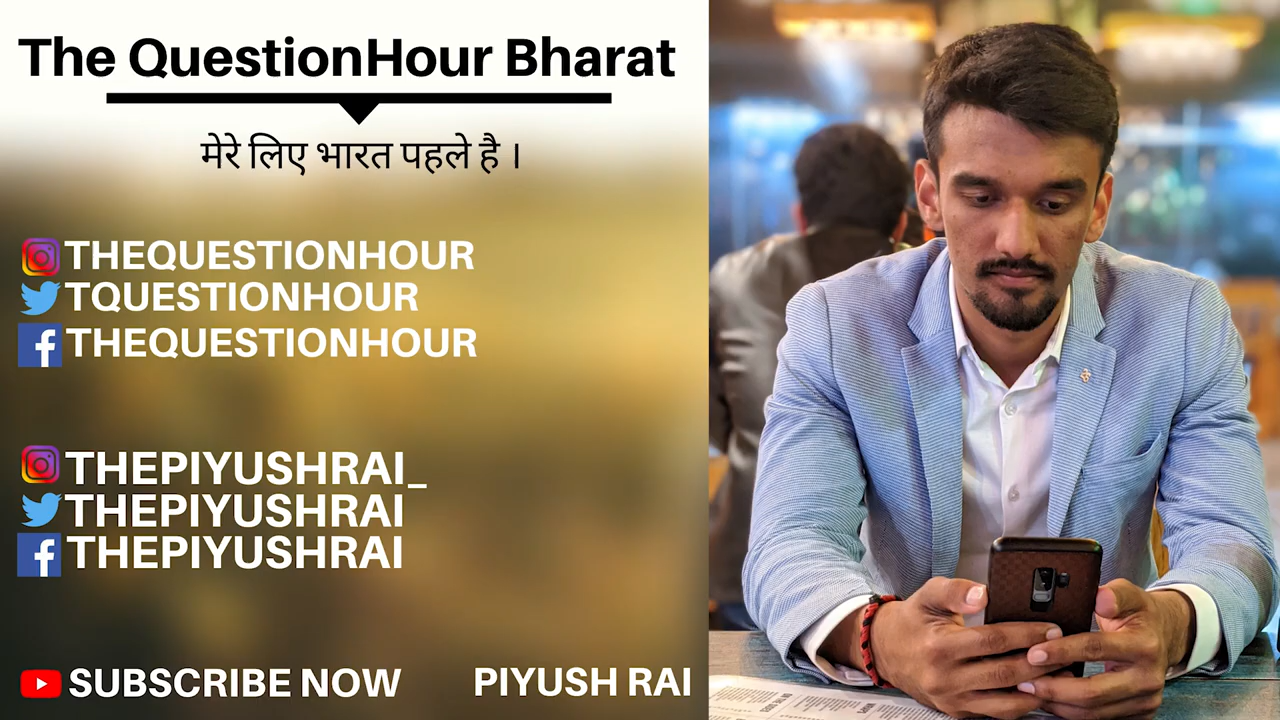 The QuestionHour Bharat
मेरे लिए भारत पहले है ।
THEQUESTIONHOUR
TQUESTIONHOUR
THEQUESTIONHOUR
THEPIYUSHRAI_
THEPIYUSHRAI
THEPIYUSHRAI
SUBSCRIBE NOW
PIYUSH RAI